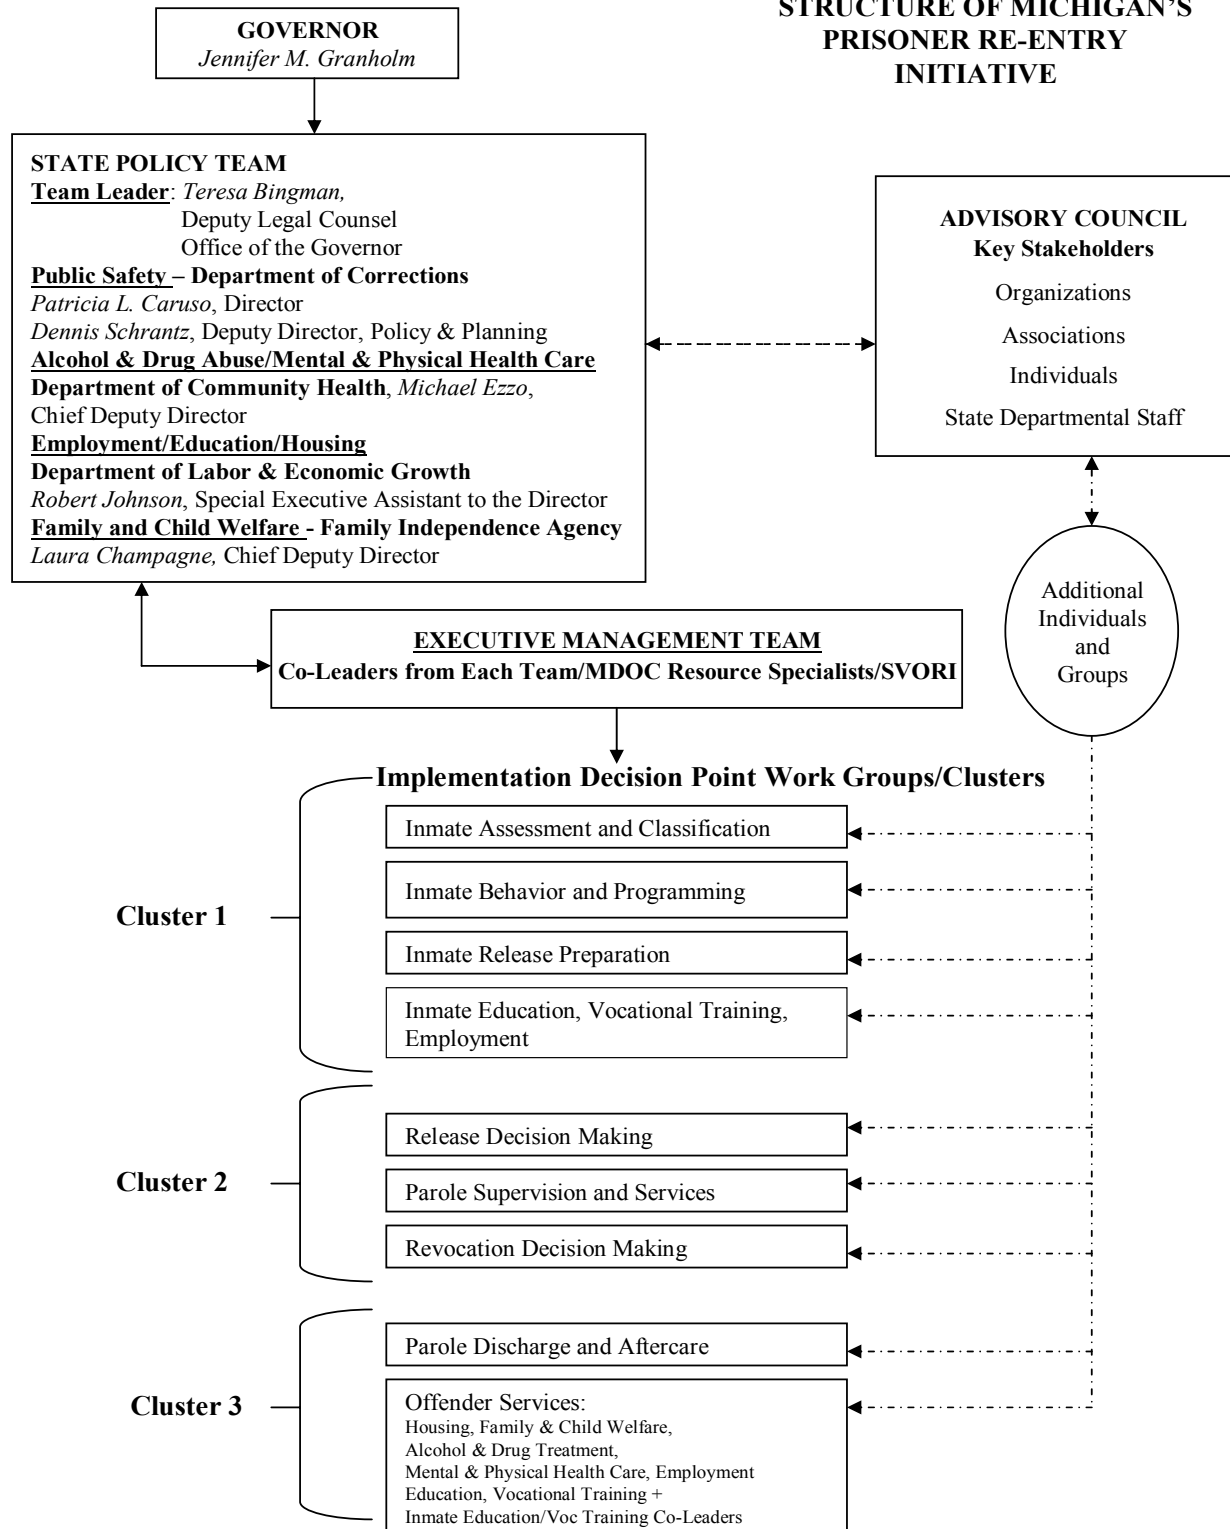 STRUCTURE OF MICHIGAN'S
PRISONER RE-ENTRY
INITIATIVE
GOVERNOR
Jennifer M. Granholm
STATE POLICY TEAM
Team Leader: Teresa Bingman,
Deputy Legal Counsel
Office of the Governor
Public Safety – Department of Corrections
Patricia L. Caruso, Director
Dennis Schrantz, Deputy Director, Policy & Planning
Alcohol & Drug Abuse/Mental & Physical Health Care
Department of Community Health, Michael Ezzo,
Chief Deputy Director
Employment/Education/Housing
Department of Labor & Economic Growth
Robert Johnson, Special Executive Assistant to the Director
Family and Child Welfare - Family Independence Agency
Laura Champagne, Chief Deputy Director
ADVISORY COUNCIL
Key Stakeholders
Organizations
Associations
Individuals
State Departmental Staff
Additional
Individuals
and
Groups
EXECUTIVE MANAGEMENT TEAM
Co-Leaders from Each Team/MDOC Resource Specialists/SVORI
Implementation Decision Point Work Groups/Clusters
Cluster 1
Inmate Assessment and Classification
Inmate Behavior and Programming
Inmate Release Preparation
Inmate Education, Vocational Training,
Employment
Cluster 2
Release Decision Making
Parole Supervision and Services
Revocation Decision Making
Cluster 3
Parole Discharge and Aftercare
Offender Services:
Housing, Family & Child Welfare,
Alcohol & Drug Treatment,
Mental & Physical Health Care, Employment
Education, Vocational Training +
Inmate Education/Voc Training Co-Leaders